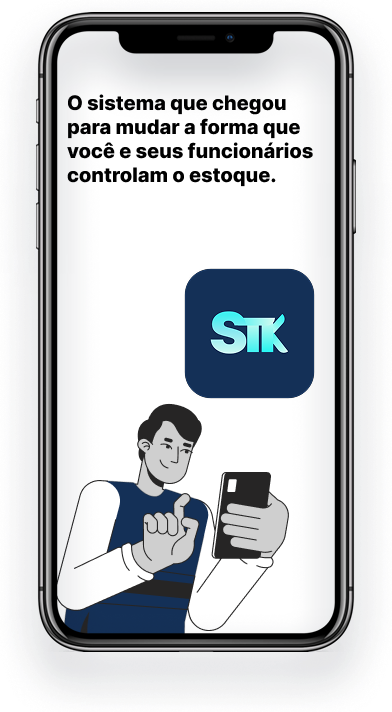 O sistema que chegou
para mudar a forma que
você e seus funcionários
controlam o estoque.
STK